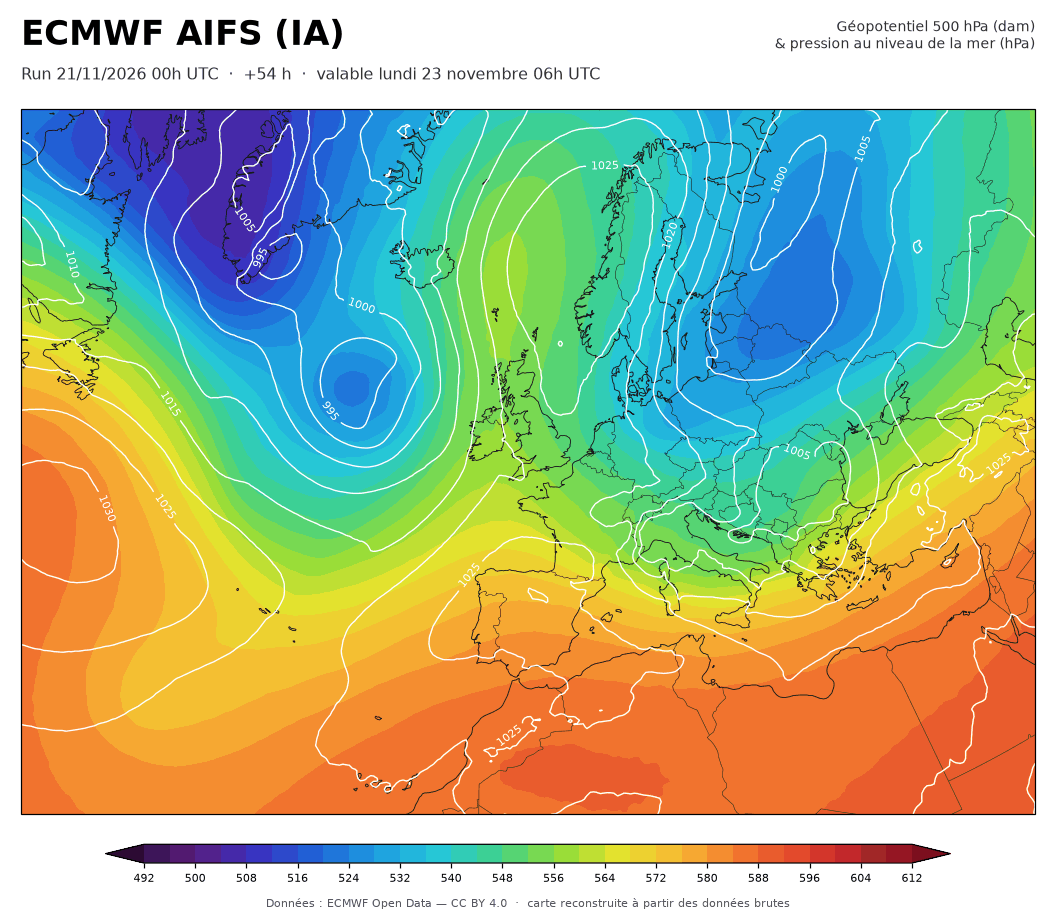 ECMWF AIFS (IA)
Géopotentiel 500 hPa (dam)
& pression au niveau de la mer (hPa)
Run 21/11/2026 00h UTC · +54 h · valable lundi 23 novembre 06h UTC
1025
1005
1000
1005
1020
995
1010
1000
1015
995
1005
1025
1030
1025
1025
1025
492 500 508 516 524 532 540 548 556 564 572 580 588 596 604 612
Données : ECMWF Open Data — CC BY 4.0 · carte reconstruite à partir des données brutes